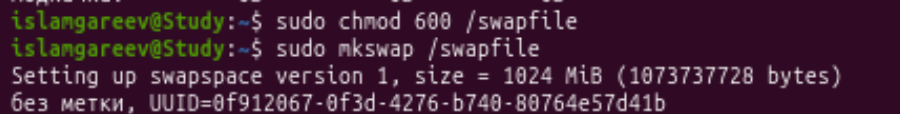 islamgareev@Study:~$ sudo chmod 600 /swapfile
islamgareev@Study:~$ sudo mkswap /swapfile
Setting up swapspace version 1, size = 1024 MiB (1073737728 bytes)
без метки, UUID=0f912067-0f3d-4276-b740-80764e57d41b